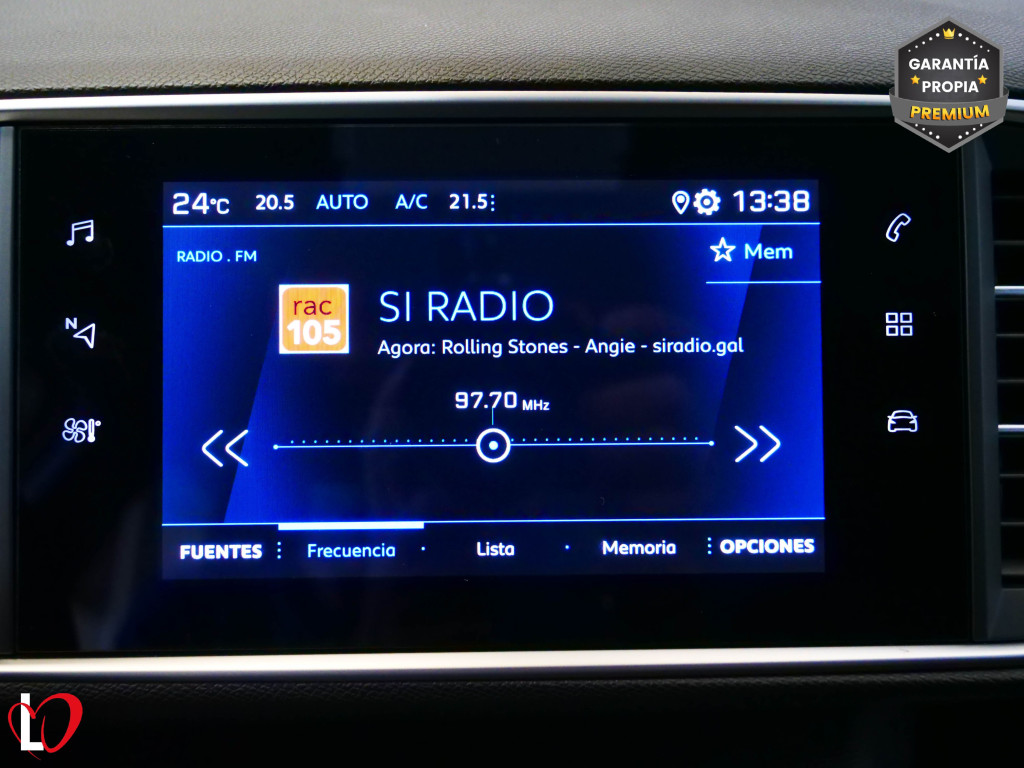 GARANTÍA
PROPIA
PREMIUM
24°C 20.5 AUTO A/C 21.5 13:38
RADIO . FM
Mem
rac
105
SI RADIO
Agora: Rolling Stones - Angie - siradio.gal
97.70 MHz
N
FUENTES Frecuencia Lista Memoria OPCIONES
L